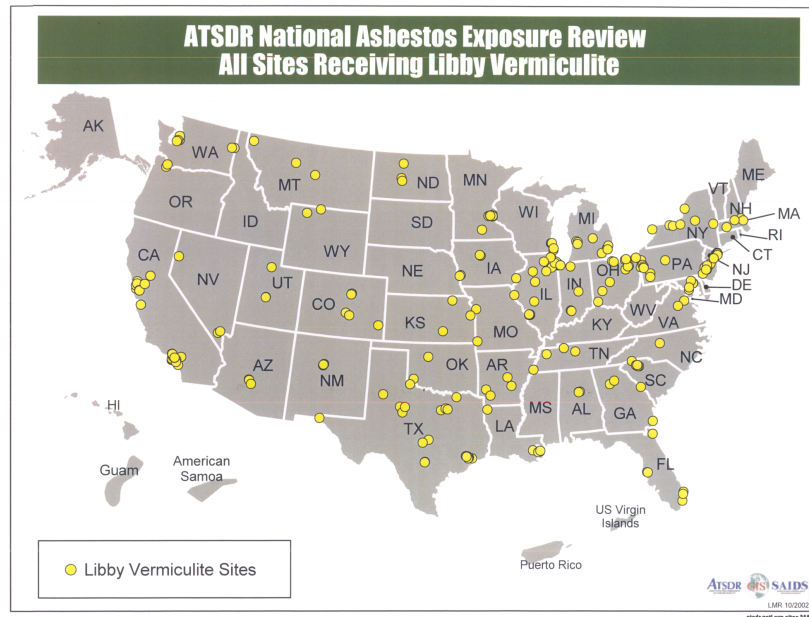 ATSDR National Asbestos Exposure Review
All Sites Receiving Libby Vermiculite
AK
WA
MT
ND
MN
VT
ME
OR
ID
SD
WI
MI
NY
NH
MA
RI
CT
WY
CA
NV
UT
NE
IA
IL
IN
OH
PA
NJ
DE
MD
CO
KS
MO
KY
WV
VA
AZ
NM
OK
AR
TN
NC
SC
HI
TX
LA
MS
AL
GA
FL
Guam
American
Samoa
US Virgin
Islands
Puerto Rico
Libby Vermiculite Sites
ATSDR GIS SAIDS
LMR 10/2002